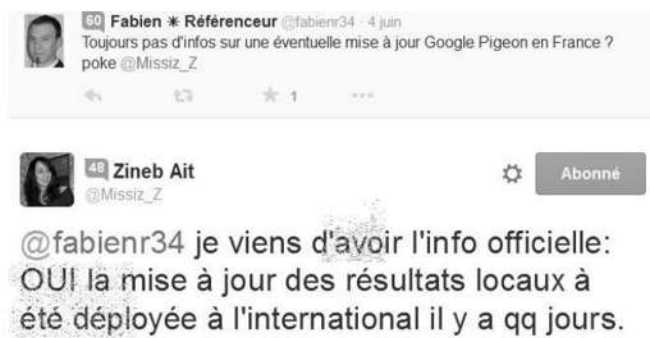 60 Fabien ✳ Référenceur @fabienr34 · 4 juin
Toujours pas d'infos sur une éventuelle mise à jour Google Pigeon en France ?
poke @Missiz_Z
1
48 Zineb Ait
@Missiz_Z
Abonné
@fabienr34 je viens d'avoir l'info officielle:
OUI la mise à jour des résultats locaux à
été déployée à l'international il y a qq jours.